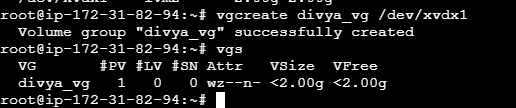 root@ip-172-31-82-94:~# vgcreate divya_vg /dev/xvdx1
  Volume group "divya_vg" successfully created
root@ip-172-31-82-94:~# vgs
  VG       #PV #LV #SN Attr   VSize  VFree
  divya_vg   1   0   0 wz--n- <2.00g <2.00g
root@ip-172-31-82-94:~#